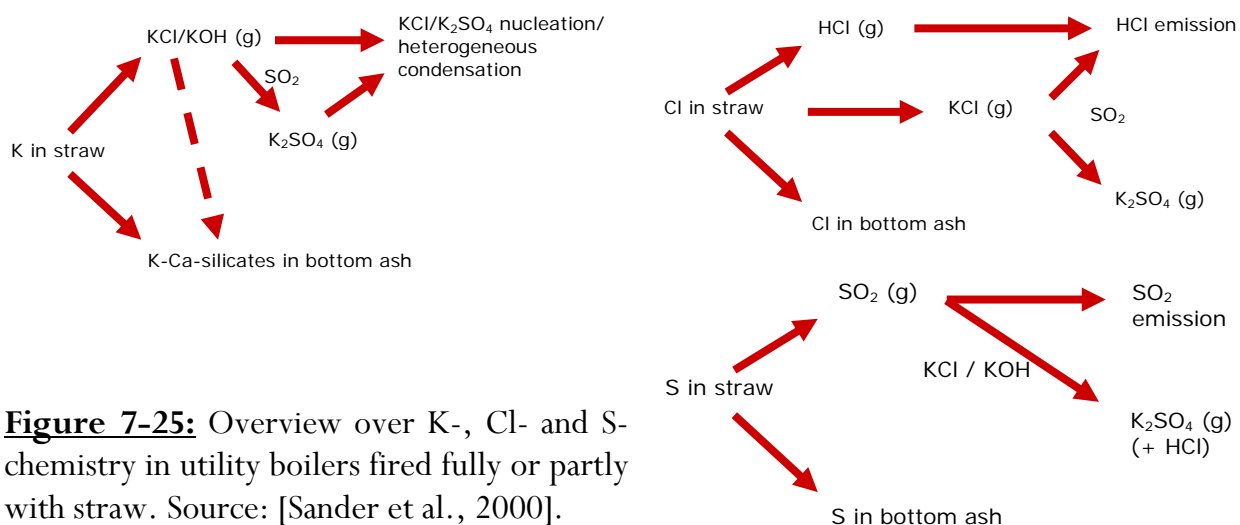 KCl/KOH (g)
KCl/K₂SO₄ nucleation/
heterogeneous
condensation
SO₂
K₂SO₄ (g)
K in straw
K-Ca-silicates in bottom ash
HCl (g)
HCl emission
Cl in straw
KCl (g)
SO₂
K₂SO₄ (g)
Cl in bottom ash
SO₂ (g)
SO₂
emission
KCl / KOH
S in straw
K₂SO₄ (g)
(+ HCl)
S in bottom ash
Figure 7-25: Overview over K-, Cl- and S-
chemistry in utility boilers fired fully or partly
with straw. Source: [Sander et al., 2000].